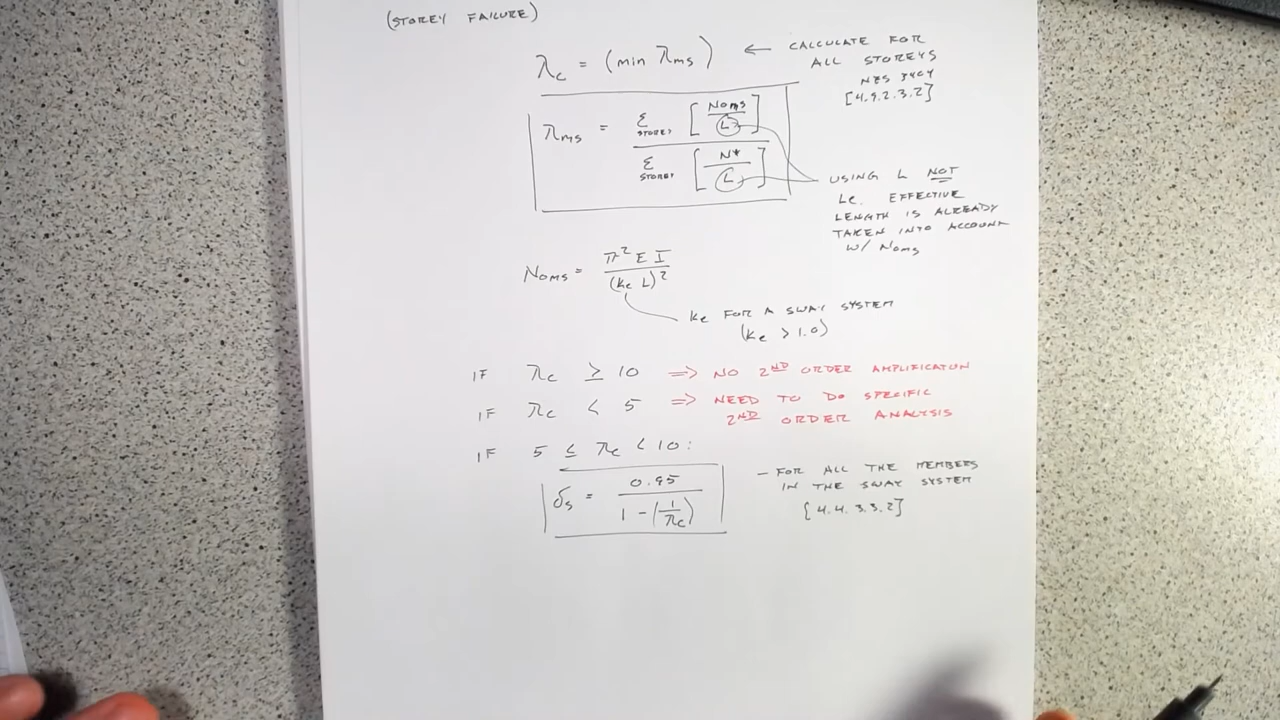 (STOREY FAILURE)
λc = (min λms) ← CALCULATE FOR
ALL STOREYS
NZS 3404
[4.9.2.3.2]
λms = Σ STOREY [Noms / L] / Σ STOREY [N* / L]
USING L NOT
Le. EFFECTIVE
LENGTH IS ALREADY
TAKEN INTO ACCOUNT
W/ Noms
Noms = π² E I / (ke L)²
ke FOR A SWAY SYSTEM
(ke > 1.0)
IF λc ≥ 10 ⇒ NO 2ND ORDER AMPLIFICATION
IF λc < 5 ⇒ NEED TO DO SPECIFIC
2ND ORDER ANALYSIS
IF 5 ≤ λc < 10:
δs = 0.95 / 1 - (1 / λc)
– FOR ALL THE MEMBERS
IN THE SWAY SYSTEM
[4.4.3.3.2]